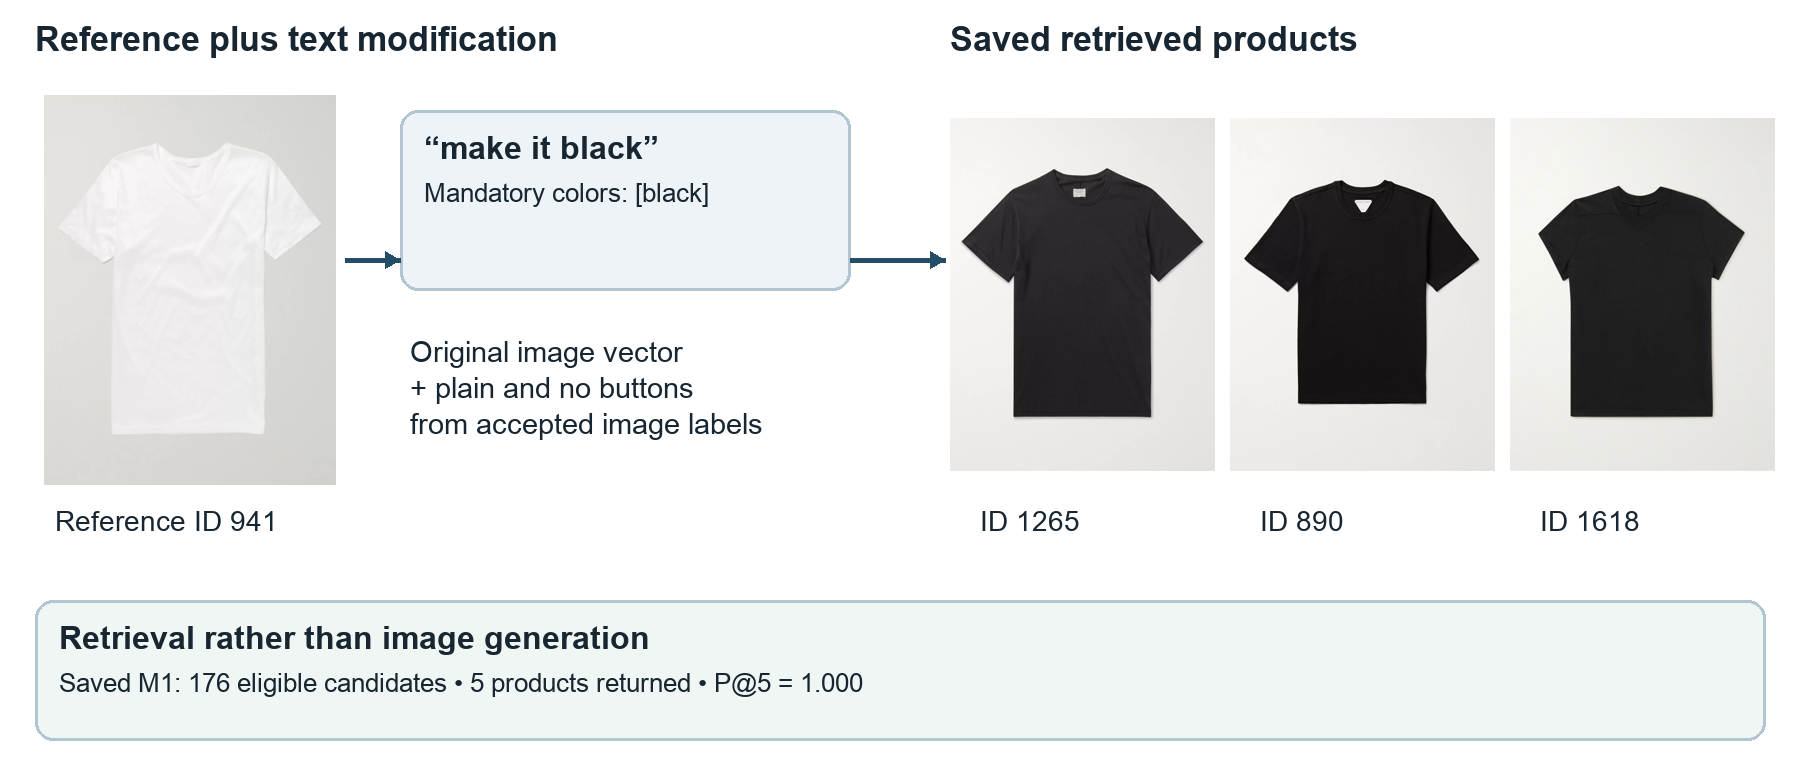 Reference plus text modification
Saved retrieved products
“make it black”
Mandatory colors: [black]
Original image vector
+ plain and no buttons
from accepted image labels
Reference ID 941
ID 1265
ID 890
ID 1618
Retrieval rather than image generation
Saved M1: 176 eligible candidates • 5 products returned • P@5 = 1.000